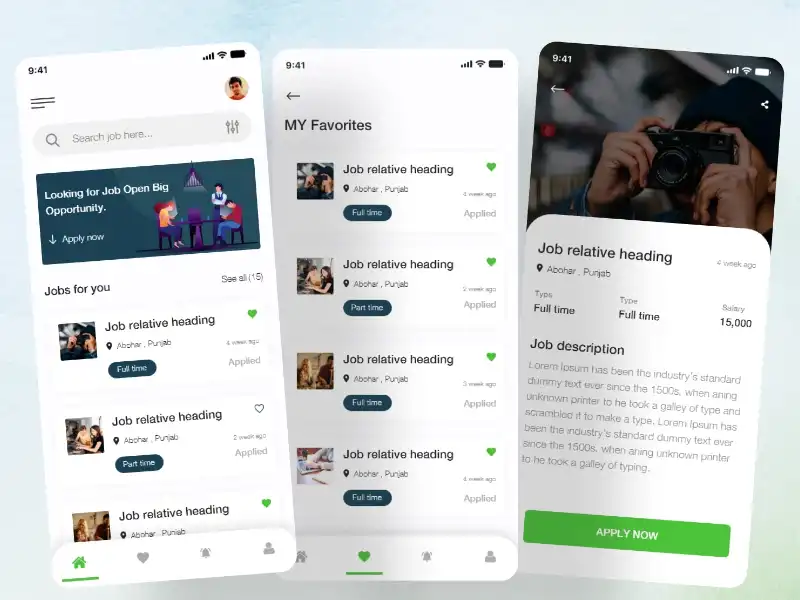 9:41
Search job here...
Looking for Job Open Big
Opportunity.
Apply now
Jobs for you
See all (15)
Job relative heading
Abohar , Punjab
4 week ago
Full time
Applied
Job relative heading
Abohar , Punjab
2 week ago
Part time
Applied
Job relative heading
Abohar , Punjab
9:41
MY Favorites
Job relative heading
Abohar , Punjab
4 week ago
Full time
Applied
Job relative heading
Abohar , Punjab
2 week ago
Part time
Applied
Job relative heading
Abohar , Punjab
3 week ago
Full time
Applied
Job relative heading
Abohar , Punjab
4 week ago
Full time
Applied
9:41
Job relative heading
4 week ago
Abohar , Punjab
Type
Full time
Type
Full time
Salary
15,000
Job description
Lorem Ipsum has been the industry's standard
dummy text ever since the 1500s, when aning
unknown printer to he took a galley of type and
scrambled it to make a type. Lorem Ipsum has
been the industry's standard dummy text ever
since the 1500s, when aning unknown printer
to he took a galley of typing.
APPLY NOW